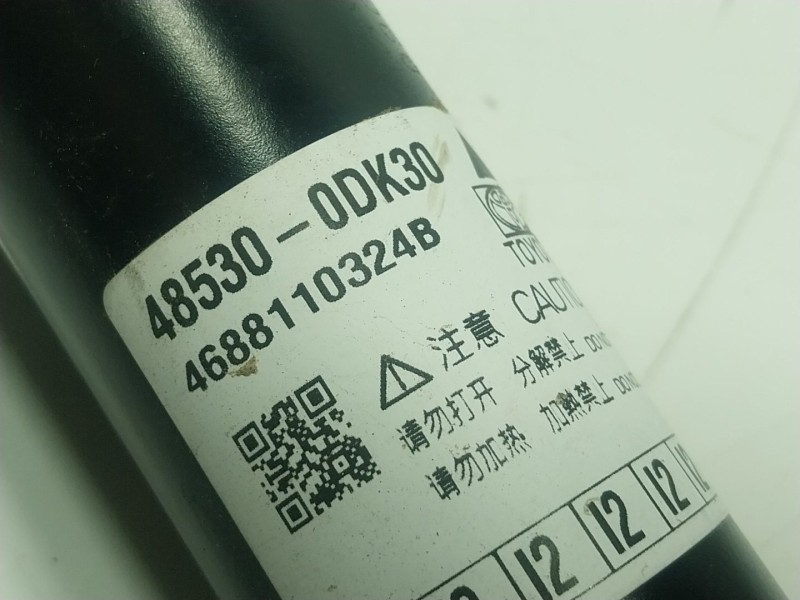 48530-0DK30
4688110324B
注意
请勿打开 分解禁止
请勿加热 加熱禁止
12 12 12 12